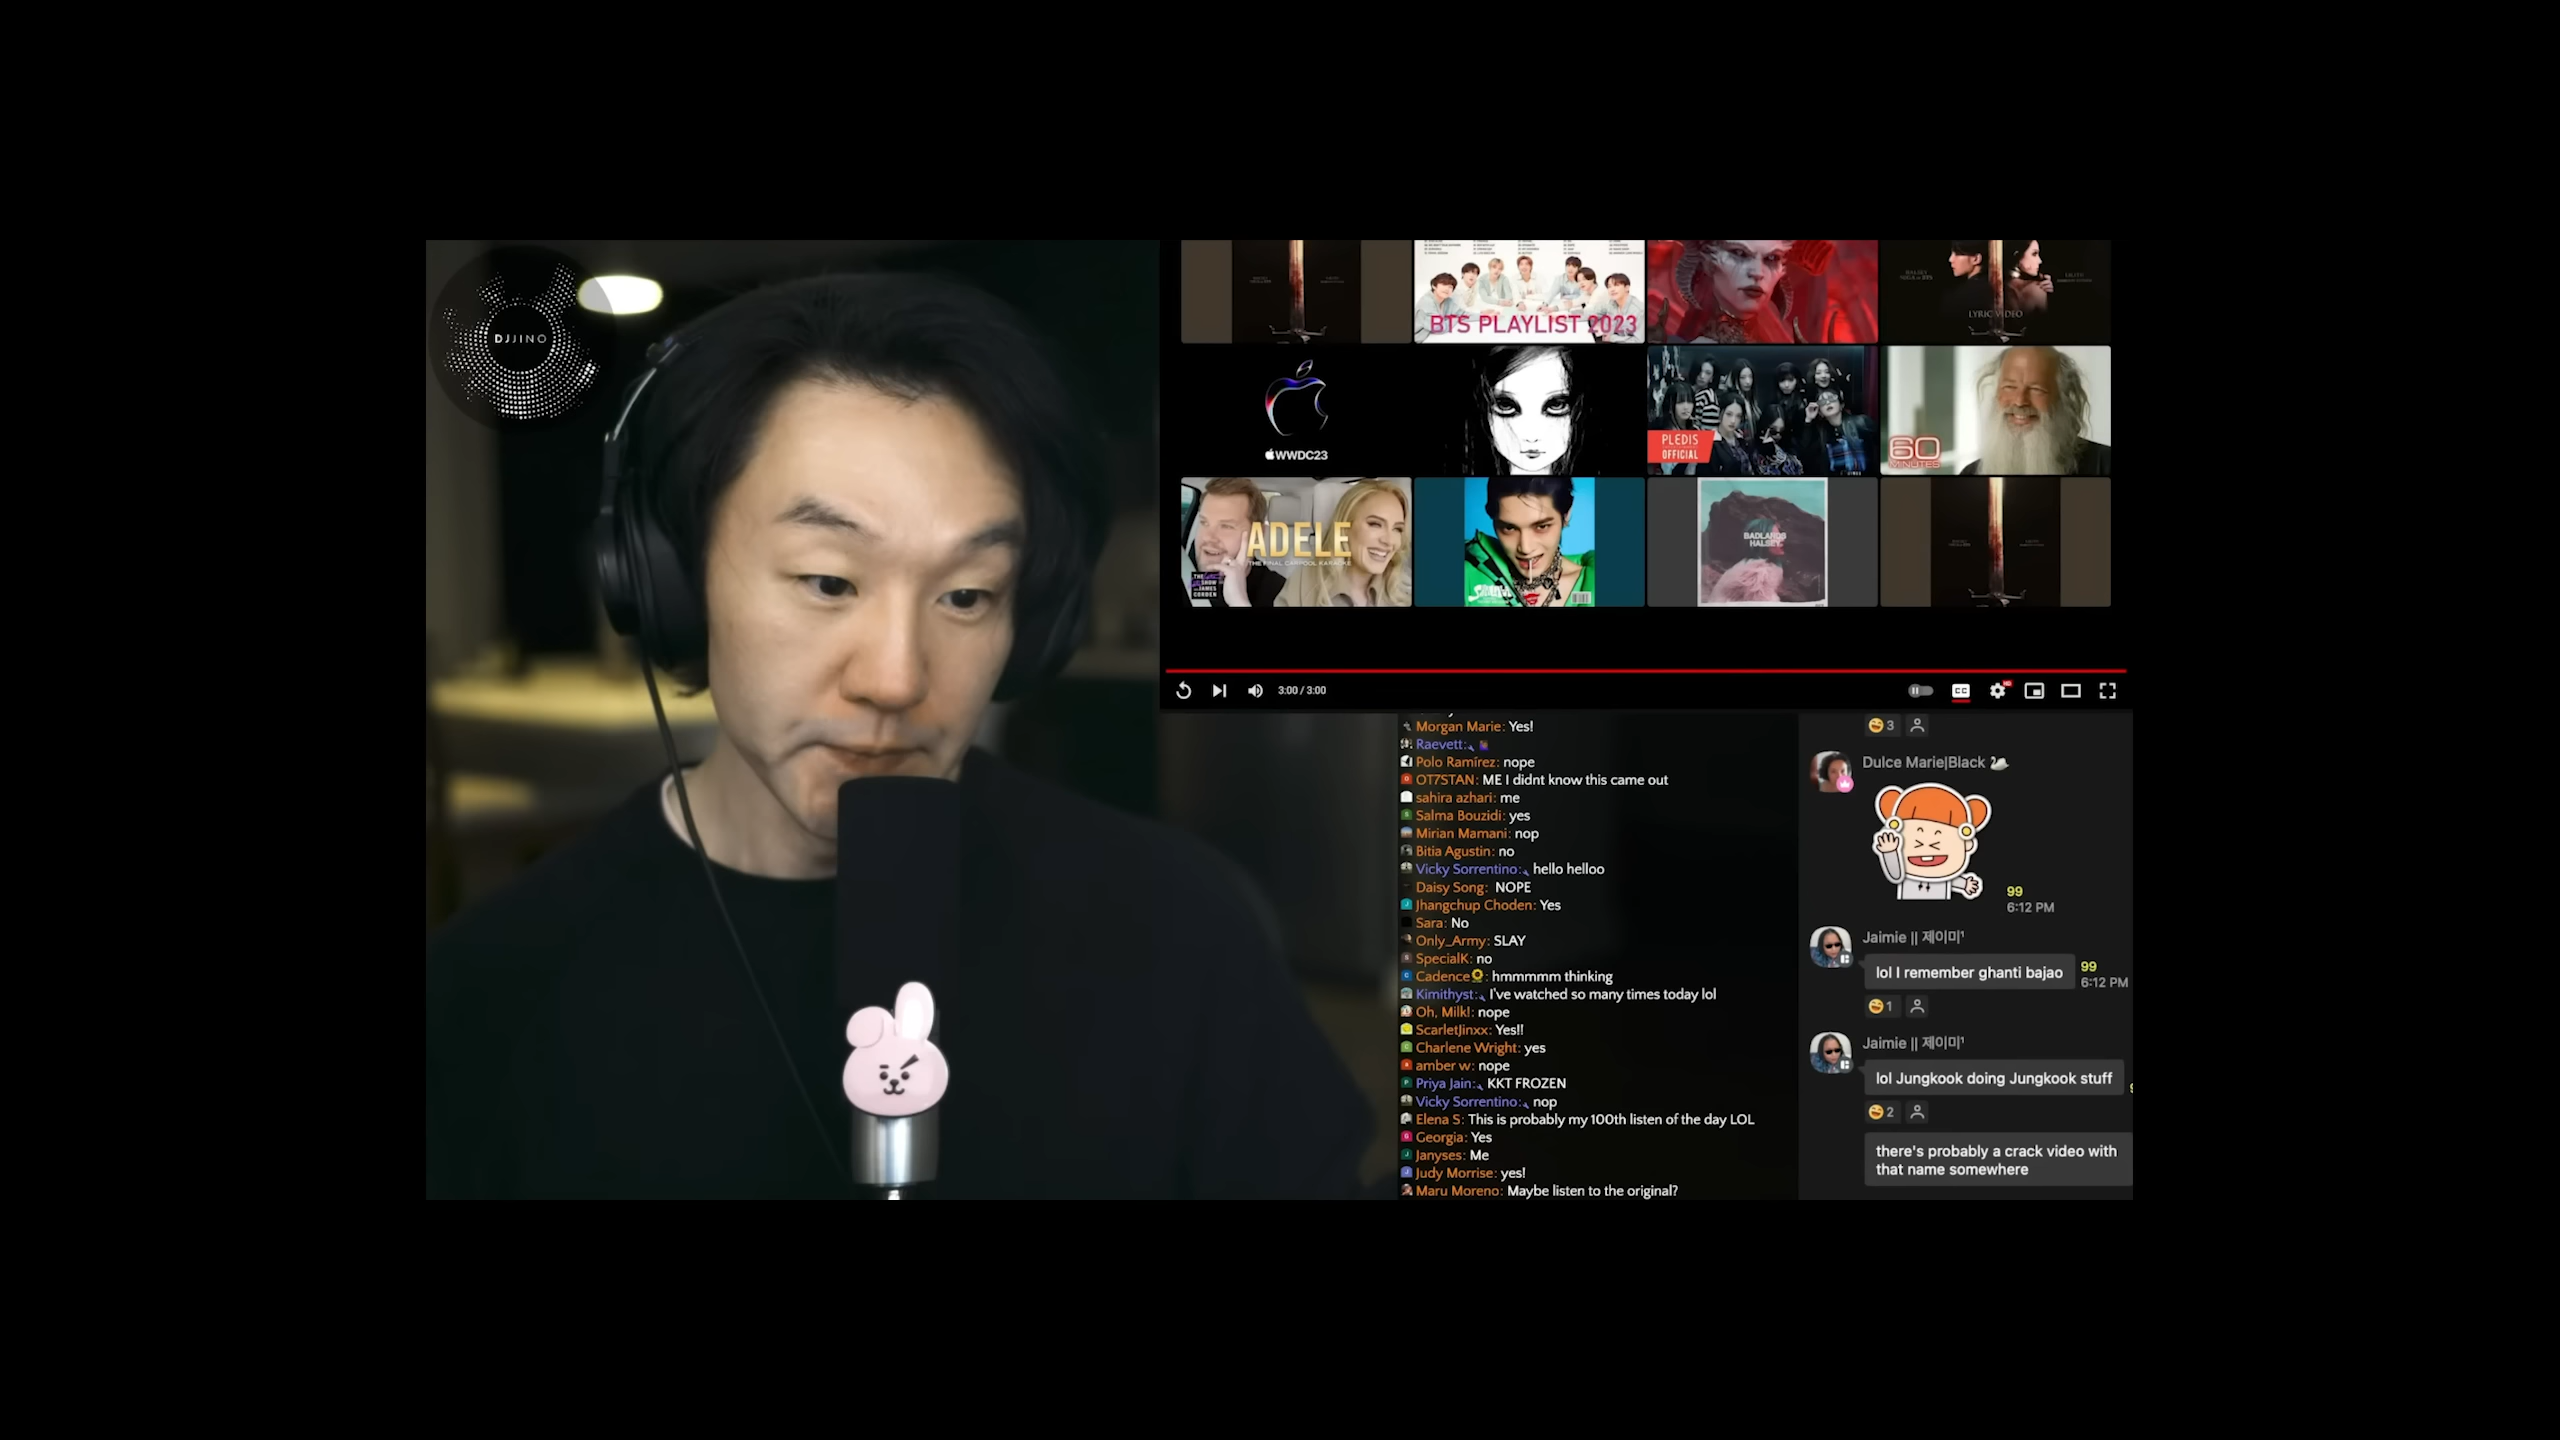 DJJINO
BTS PLAYLIST 2023
LYRIC VIDEO
WWDC23
PLEDIS
OFFICIAL
60
MINUTES
ADELE
THE FINAL CARPOOL KARAOKE
BADLANDS
HALSEY
3:00 / 3:00
CC
HD
Morgan Marie: Yes!
Raevett:
Polo Ramírez: nope
OT7STAN: ME I didnt know this came out
sahira azhari: me
Salma Bouzidi: yes
Mirian Mamani: nop
Bitia Agustin: no
Vicky Sorrentino: hello helloo
Daisy Song: NOPE
Jhangchup Choden: Yes
Sara: No
Only_Army: SLAY
SpecialK: no
Cadence🌻: hmmmmm thinking
Kimithyst: I've watched so many times today lol
Oh, Milk!: nope
ScarletJinxx: Yes!!
Charlene Wright: yes
amber w: nope
Priya Jain: KKT FROZEN
Vicky Sorrentino: nop
Elena S: This is probably my 100th listen of the day LOL
Georgia: Yes
Janyses: Me
Judy Morrise: yes!
Maru Moreno: Maybe listen to the original?
3
Dulce Marie|Black 🦢
99
6:12 PM
Jaimie || 제이미¹
lol I remember ghanti bajao
99
6:12 PM
1
Jaimie || 제이미¹
lol Jungkook doing Jungkook stuff
2
there's probably a crack video with
that name somewhere